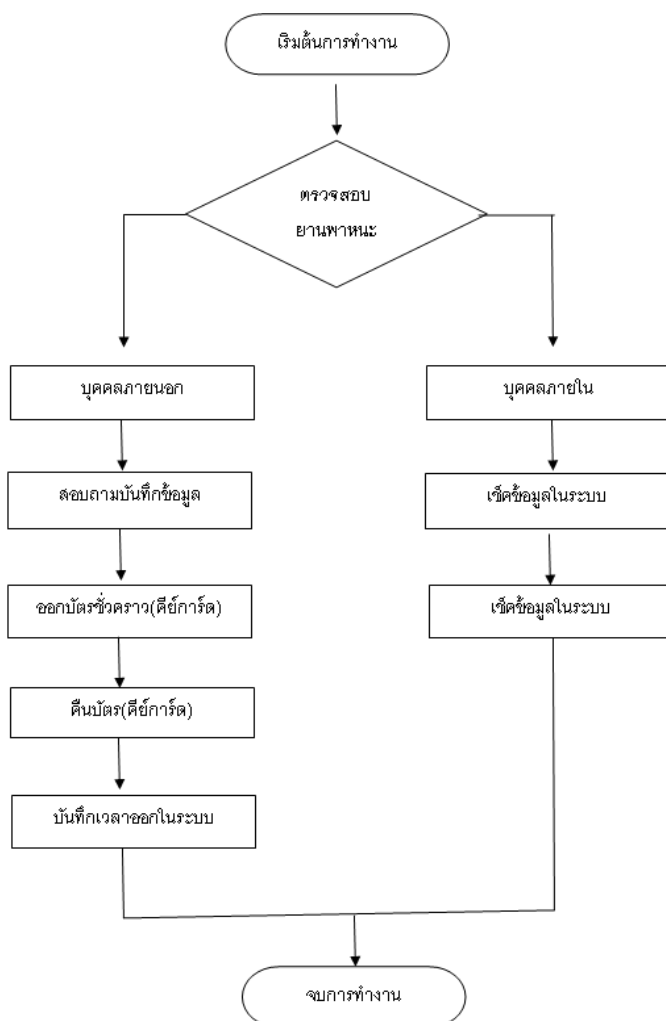 เริ่มต้นการทำงาน
ตรวจสอบ
ยานพาหนะ
บุคคลภายนอก
บุคคลภายใน
สอบถามบันทึกข้อมูล
เช็คข้อมูลในระบบ
ออกบัตรชั่วคราว(คีย์การ์ด)
เช็คข้อมูลในระบบ
คืนบัตร(คีย์การ์ด)
บันทึกเวลาออกในระบบ
จบการทำงาน